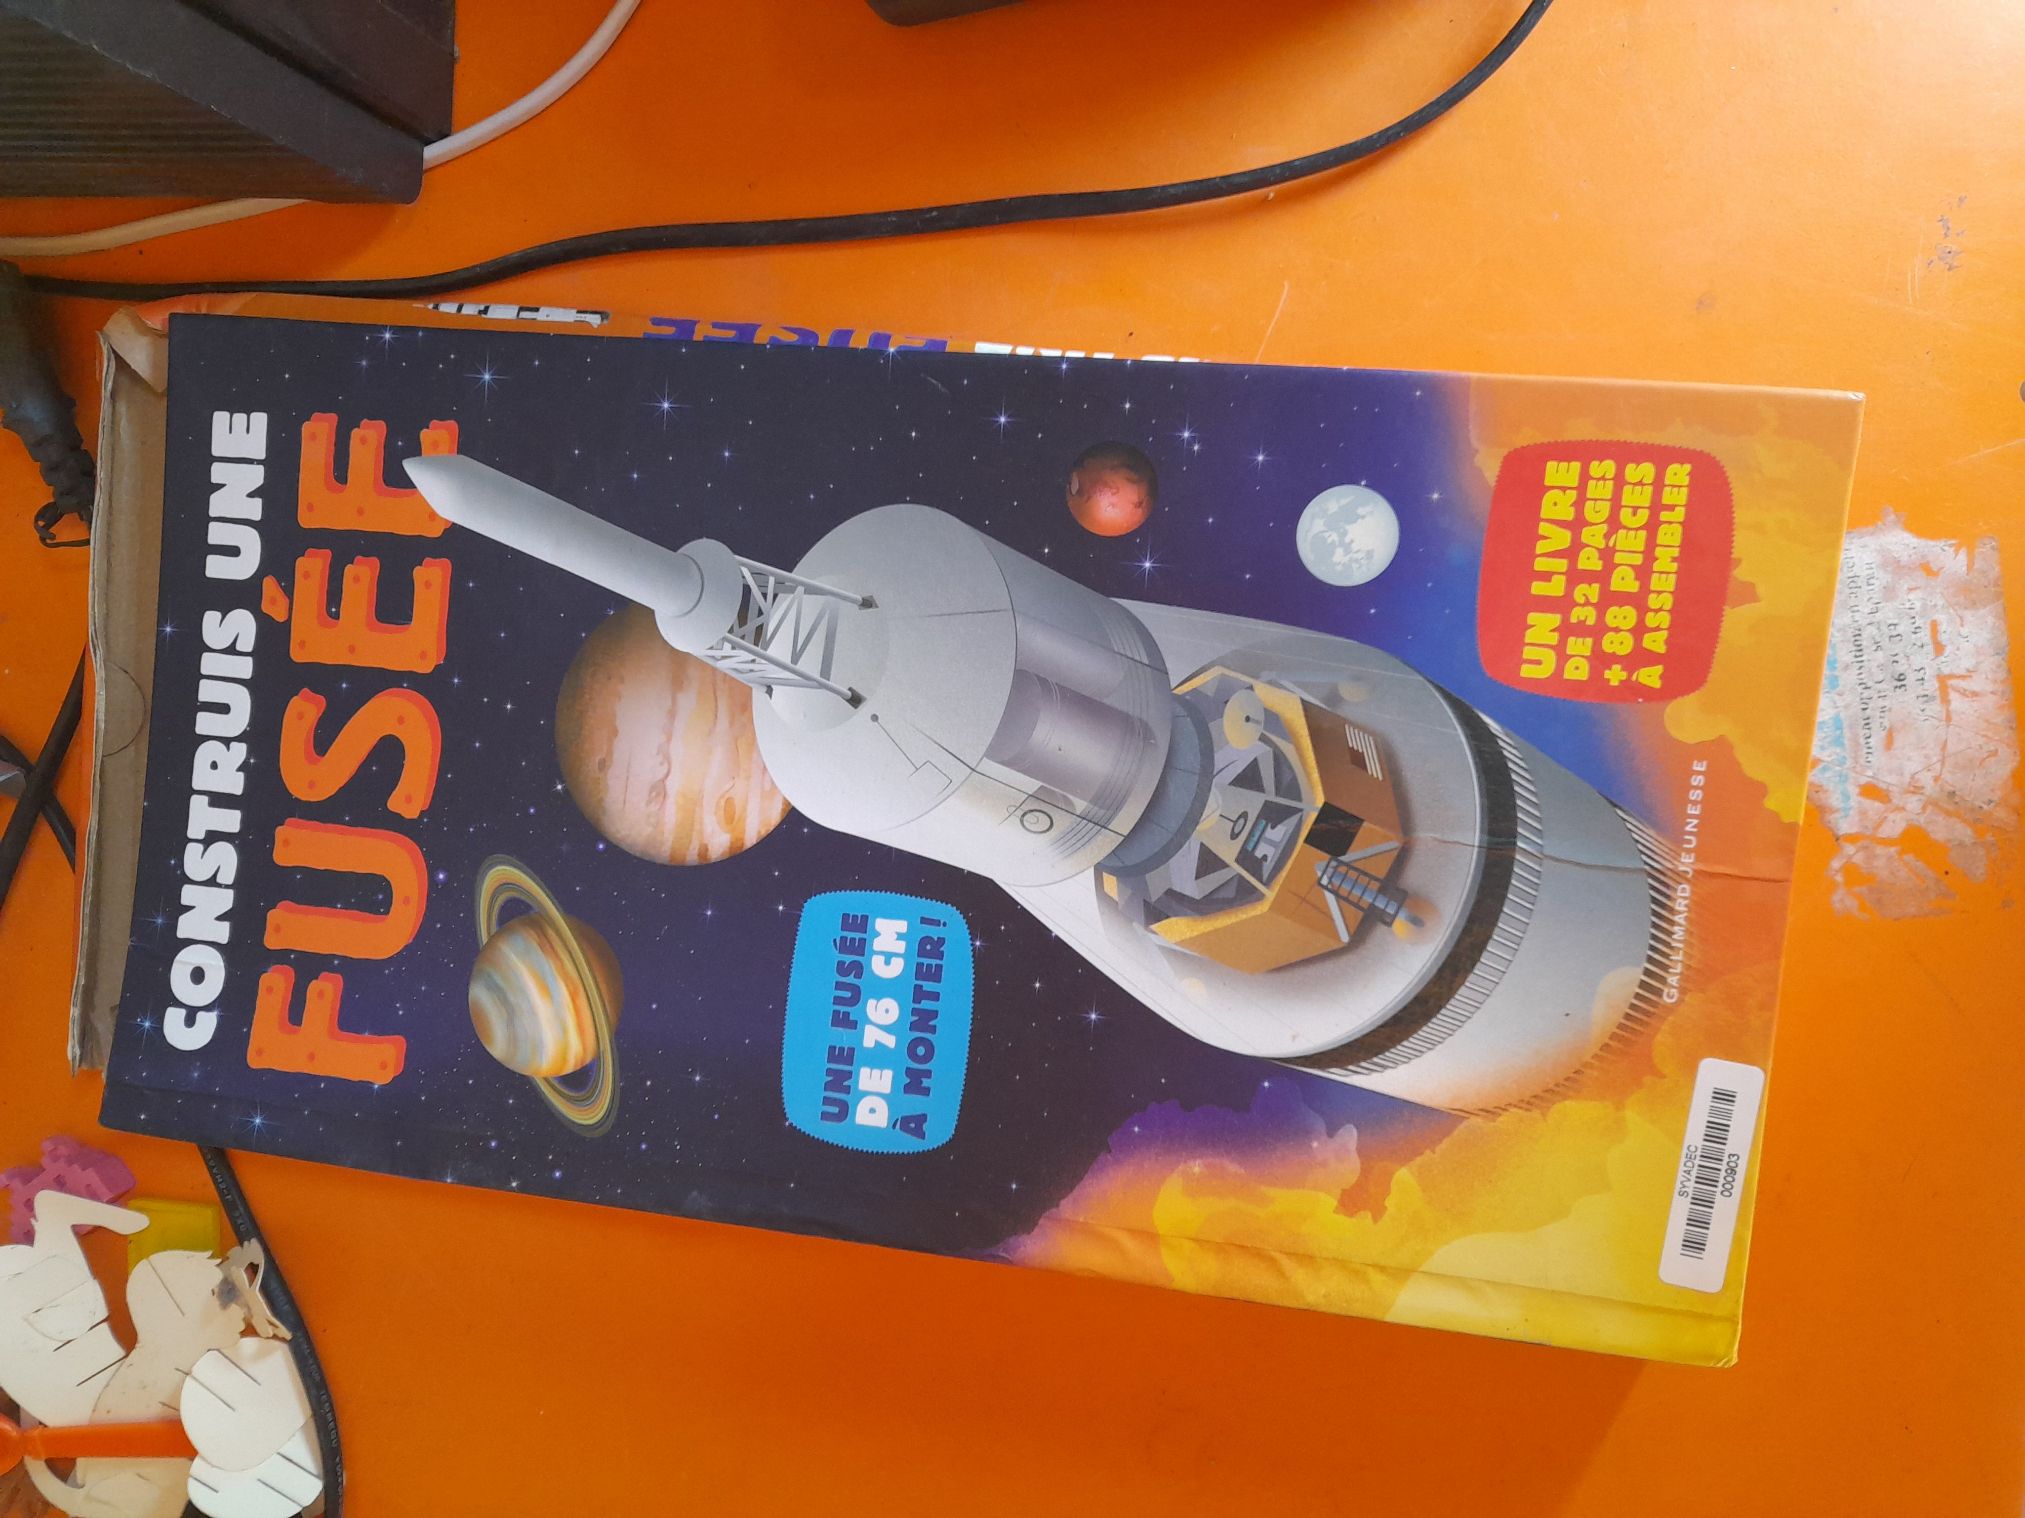 CONSTRUIS UNE
FUSÉE
UNE FUSÉE
DE 76 CM
À MONTER!
UN LIVRE
DE 32 PAGES
+ 88 PIÈCES
À ASSEMBLER
GALLIMARD JEUNESSE
SYVADEC
000903
FUSÉE